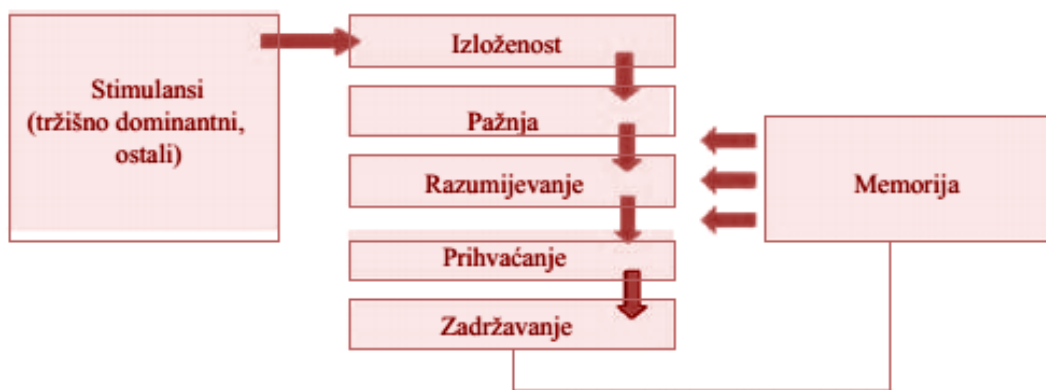 Stimulansi
(tržišno dominantni,
ostali)
Izloženost
Pažnja
Razumijevanje
Prihvaćanje
Zadržavanje
Memorija